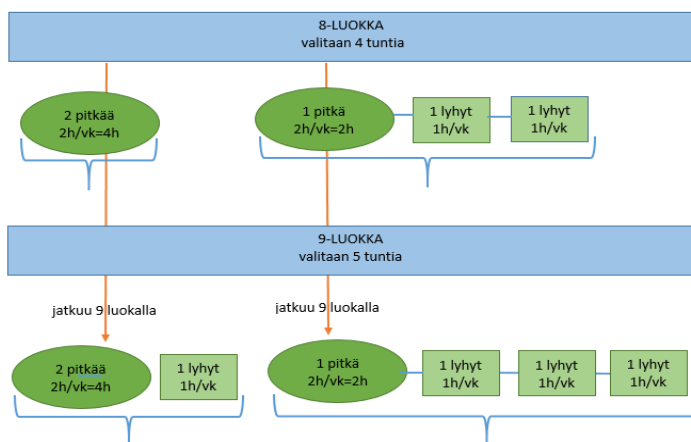 8-LUOKKA
valitaan 4 tuntia
2 pitkää
2h/vk=4h
1 pitkä
2h/vk=2h
1 lyhyt
1h/vk
1 lyhyt
1h/vk
9-LUOKKA
valitaan 5 tuntia
jatkuu 9 luokalla
jatkuu 9 luokalla
2 pitkää
2h/vk=4h
1 lyhyt
1h/vk
1 pitkä
2h/vk=2h
1 lyhyt
1h/vk
1 lyhyt
1h/vk
1 lyhyt
1h/vk